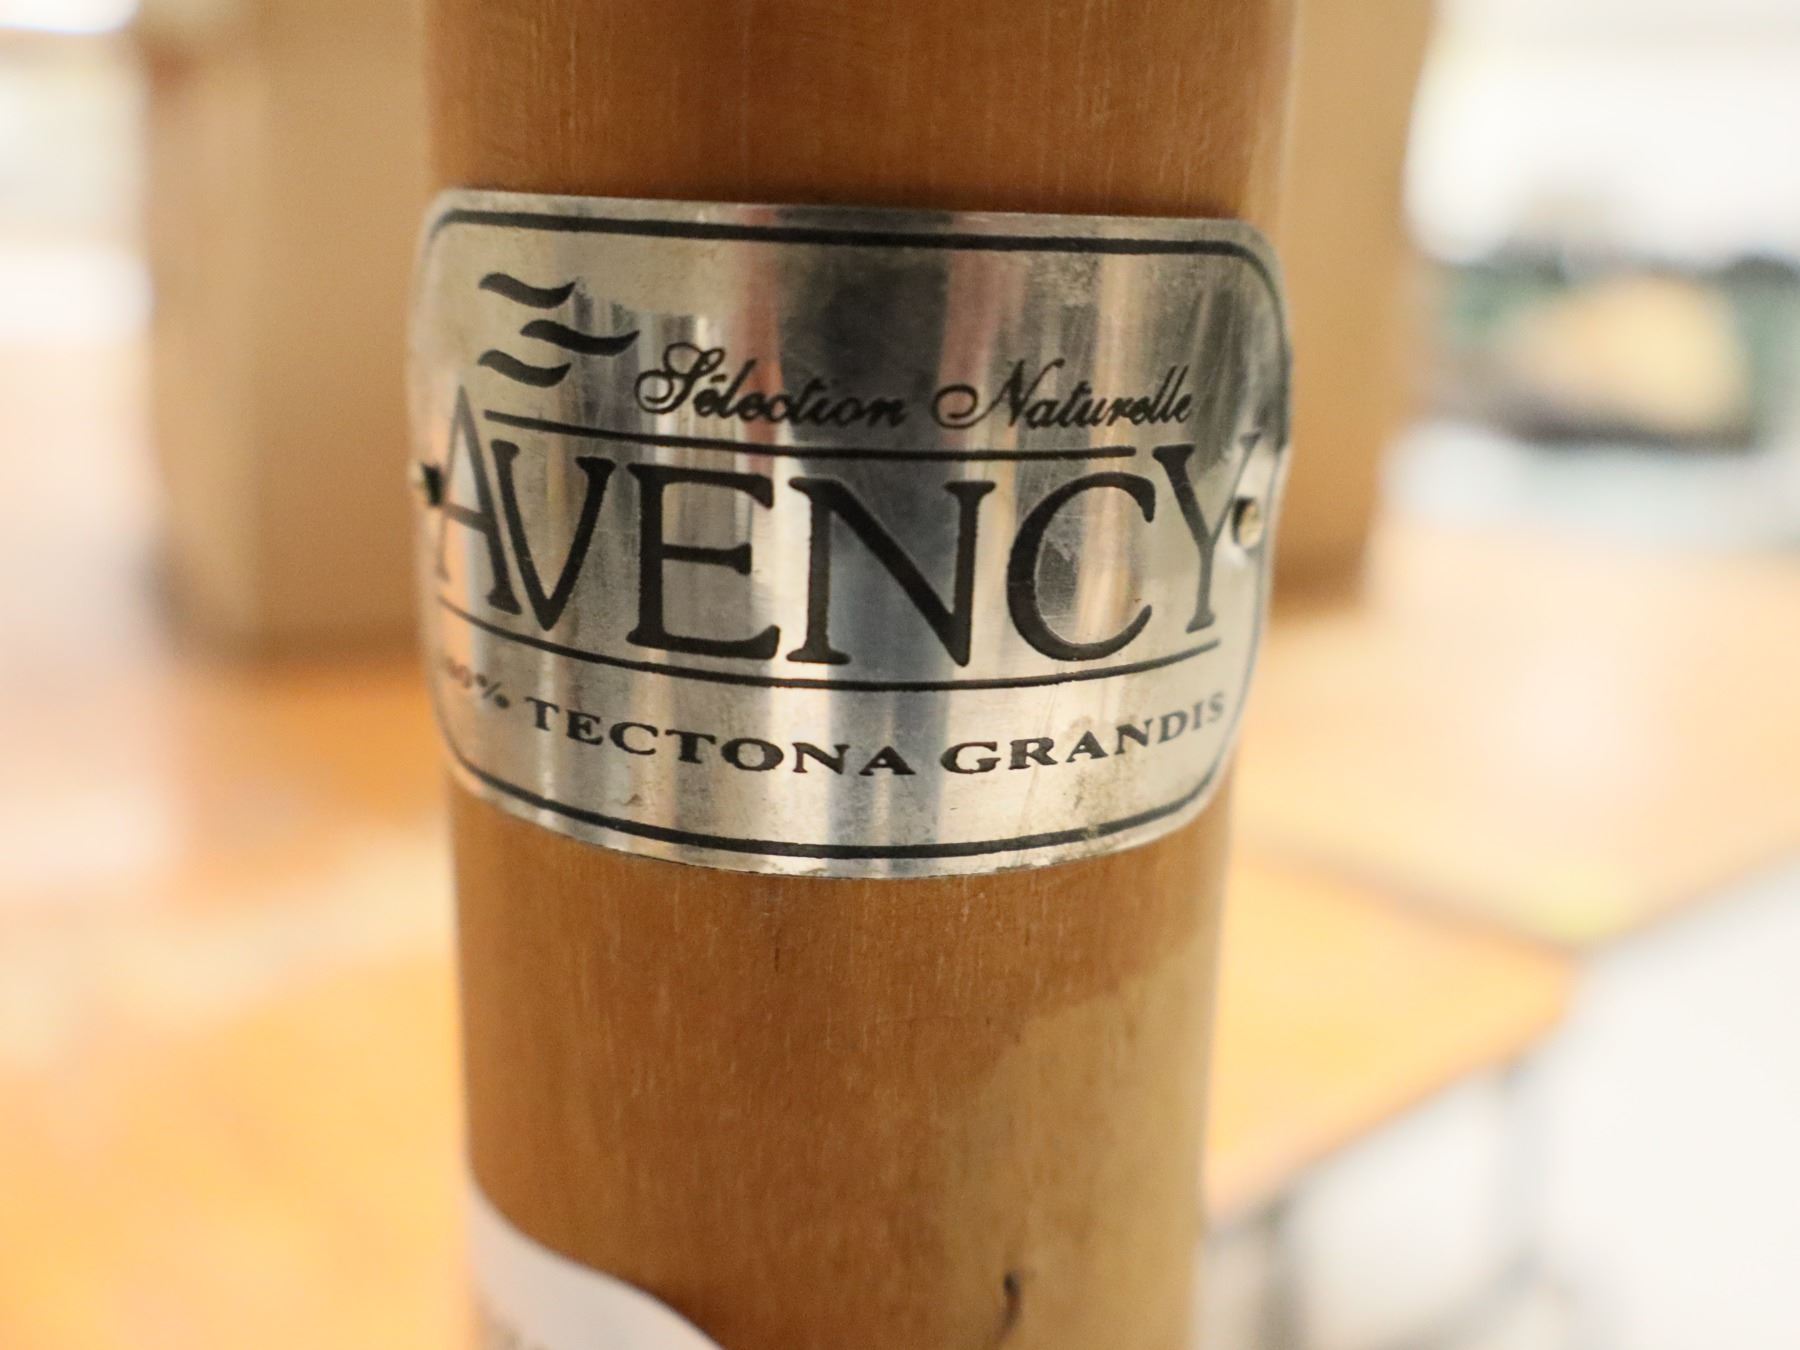 Sélection Naturelle
AVENCY
TECTONA GRANDIS